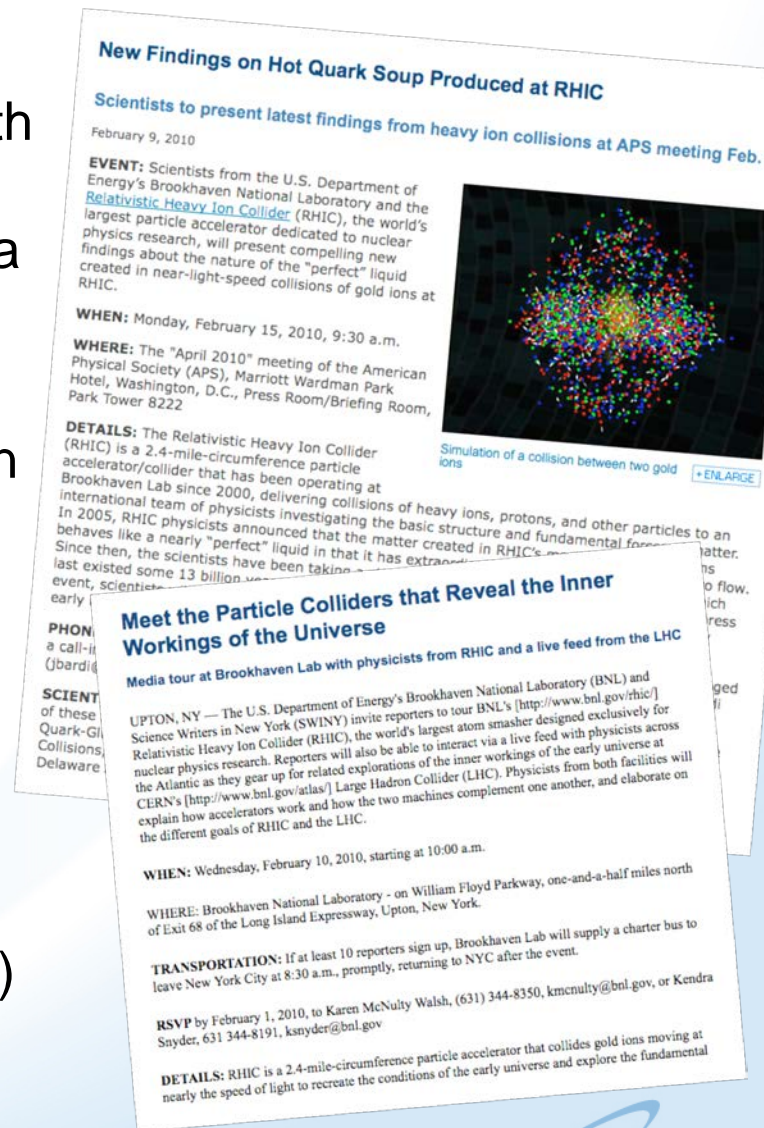 th
a
n
)
New Findings on Hot Quark Soup Produced at RHIC
Scientists to present latest findings from heavy ion collisions at APS meeting Feb.
February 9, 2010
EVENT: Scientists from the U.S. Department of
Energy's Brookhaven National Laboratory and the
Relativistic Heavy Ion Collider (RHIC), the world's
largest particle accelerator dedicated to nuclear
physics research, will present compelling new
findings about the nature of the "perfect" liquid
created in near-light-speed collisions of gold ions at
RHIC.
WHEN: Monday, February 15, 2010, 9:30 a.m.
WHERE: The "April 2010" meeting of the American
Physical Society (APS), Marriott Wardman Park
Hotel, Washington, D.C., Press Room/Briefing Room,
Park Tower 8222
Simulation of a collision between two gold
ions
+ENLARGE
DETAILS: The Relativistic Heavy Ion Collider
(RHIC) is a 2.4-mile-circumference particle
accelerator/collider that has been operating at
Brookhaven Lab since 2000, delivering collisions of heavy ions, protons, and other particles to an
international team of physicists investigating the basic structure and fundamental forces matter.
In 2005, RHIC physicists announced that the matter created in RHIC's
behaves like a nearly "perfect" liquid in that it has
Since then, the scientists have been taking to flow.
last existed some 13 billion
event, scientists
early
PHON
a call-i
(jbardi@
SCIENT
of these
Quark-Gl
Collisions,
Delaware
Meet the Particle Colliders that Reveal the Inner
Workings of the Universe
Media tour at Brookhaven Lab with physicists from RHIC and a live feed from the LHC
UPTON, NY — The U.S. Department of Energy's Brookhaven National Laboratory (BNL) and
Science Writers in New York (SWINY) invite reporters to tour BNL's [http://www.bnl.gov/rhic/]
Relativistic Heavy Ion Collider (RHIC), the world's largest atom smasher designed exclusively for
nuclear physics research. Reporters will also be able to interact via a live feed with physicists across
the Atlantic as they gear up for related explorations of the inner workings of the early universe at
CERN's [http://www.bnl.gov/atlas/] Large Hadron Collider (LHC). Physicists from both facilities will
explain how accelerators work and how the two machines complement one another, and elaborate on
the different goals of RHIC and the LHC.
WHEN: Wednesday, February 10, 2010, starting at 10:00 a.m.
WHERE: Brookhaven National Laboratory - on William Floyd Parkway, one-and-a-half miles north
of Exit 68 of the Long Island Expressway, Upton, New York.
TRANSPORTATION: If at least 10 reporters sign up, Brookhaven Lab will supply a charter bus to
leave New York City at 8:30 a.m., promptly, returning to NYC after the event.
RSVP by February 1, 2010, to Karen McNulty Walsh, (631) 344-8350, kmcnulty@bnl.gov, or Kendra
Snyder, 631 344-8191, ksnyder@bnl.gov
DETAILS: RHIC is a 2.4-mile-circumference particle accelerator that collides gold ions moving at
nearly the speed of light to recreate the conditions of the early universe and explore the fundamental